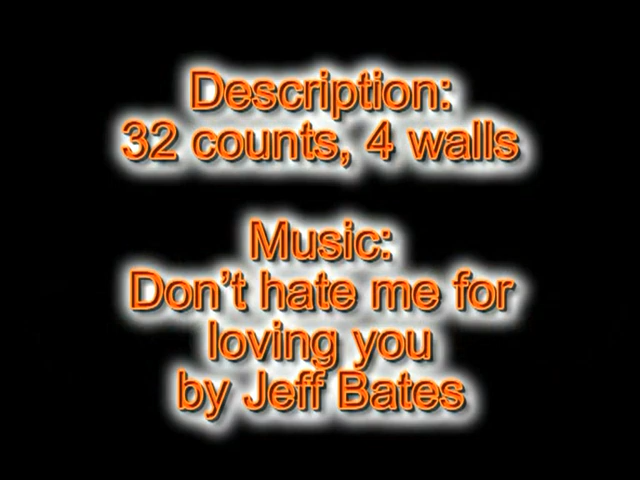 Description:
32 counts, 4 walls
Music:
Don't hate me for
loving you
by Jeff Bates